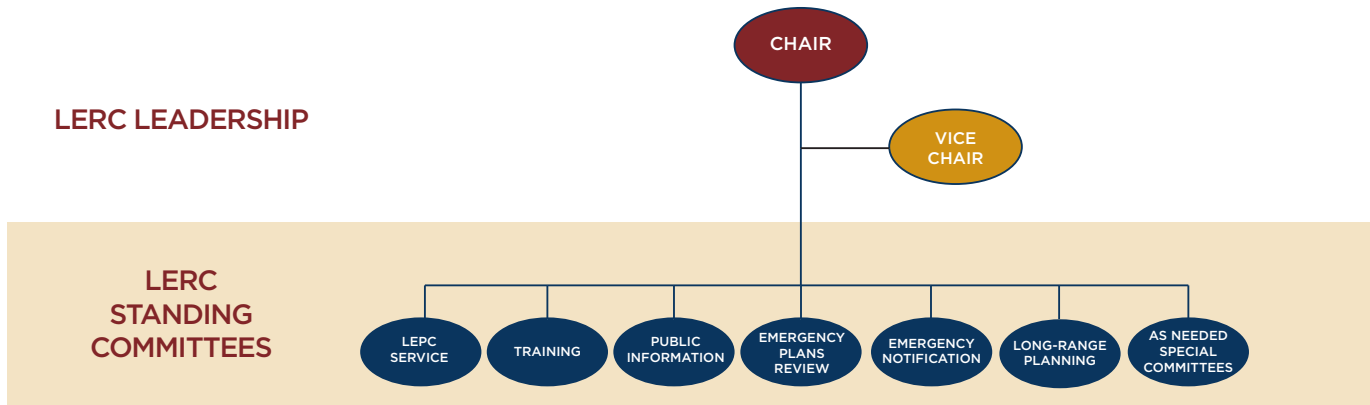 CHAIR
LERC LEADERSHIP
VICE
CHAIR
LERC
STANDING
COMMITTEES
LEPC
SERVICE
TRAINING
PUBLIC
INFORMATION
EMERGENCY
PLANS
REVIEW
EMERGENCY
NOTIFICATION
LONG-RANGE
PLANNING
AS NEEDED
SPECIAL
COMMITTEES